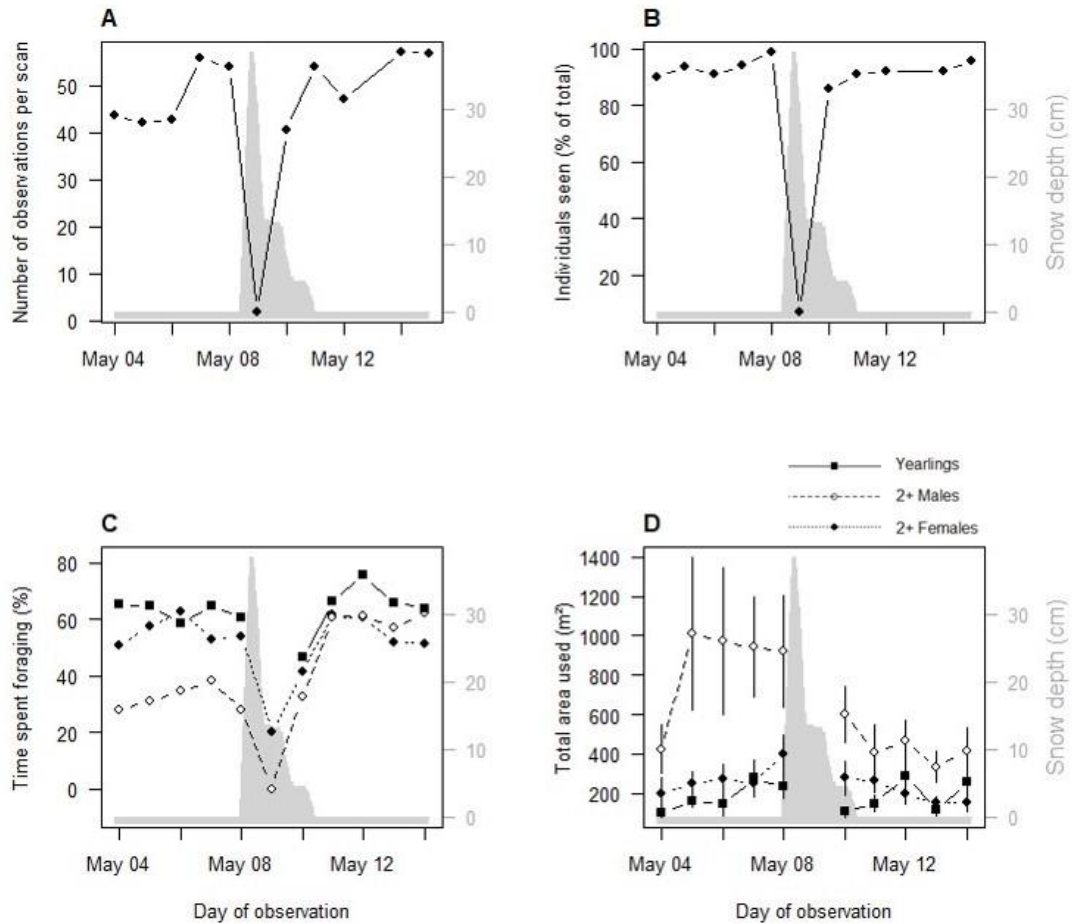 A
Number of observations per scan
50
40
30
20
10
0
30
20
10
0
May 04
May 08
May 12
B
Individuals seen (% of total)
100
80
60
40
20
30
20
10
0
Snow depth (cm)
May 04
May 08
May 12
Yearlings
2+ Males
2+ Females
C
Time spent foraging (%)
80
60
40
20
0
30
20
10
0
May 04
May 08
May 12
Day of observation
D
Total area used (m²)
1400
1200
1000
800
600
400
200
30
20
10
0
Snow depth (cm)
May 04
May 08
May 12
Day of observation